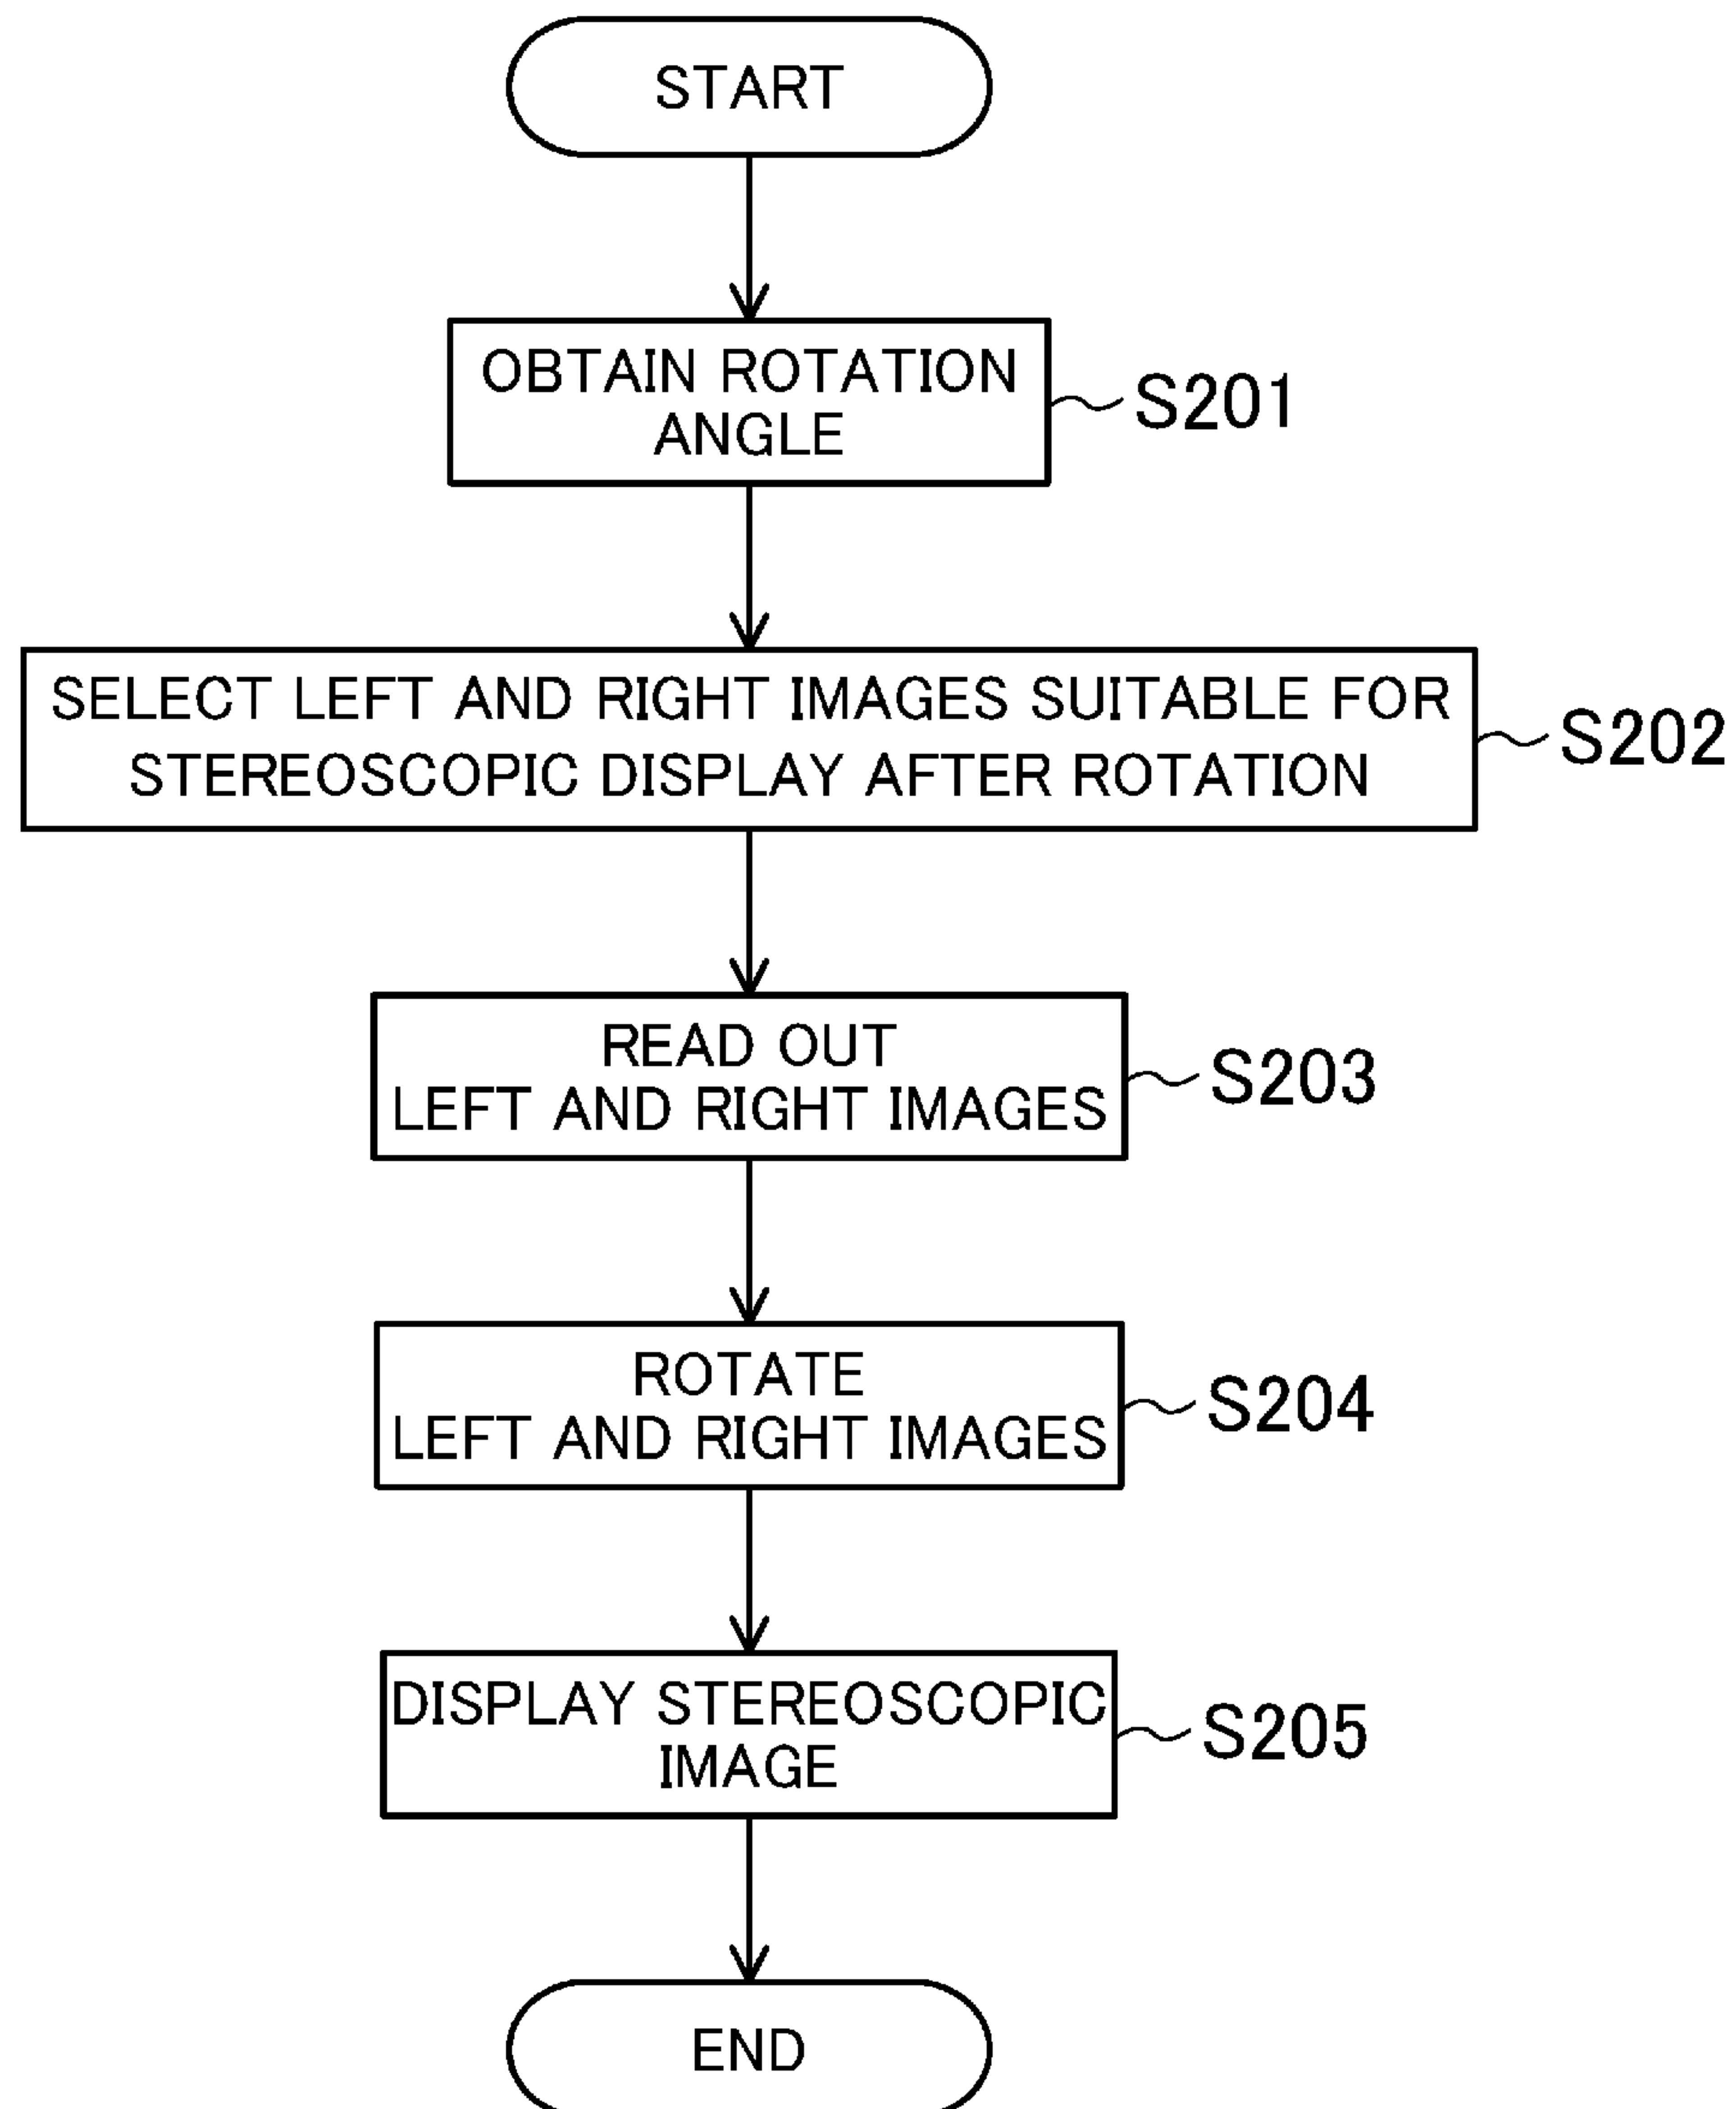 START
OBTAIN ROTATION
ANGLE
S201
SELECT LEFT AND RIGHT IMAGES SUITABLE FOR
STEREOSCOPIC DISPLAY AFTER ROTATION
S202
READ OUT
LEFT AND RIGHT IMAGES
S203
ROTATE
LEFT AND RIGHT IMAGES
S204
DISPLAY STEREOSCOPIC
IMAGE
S205
END